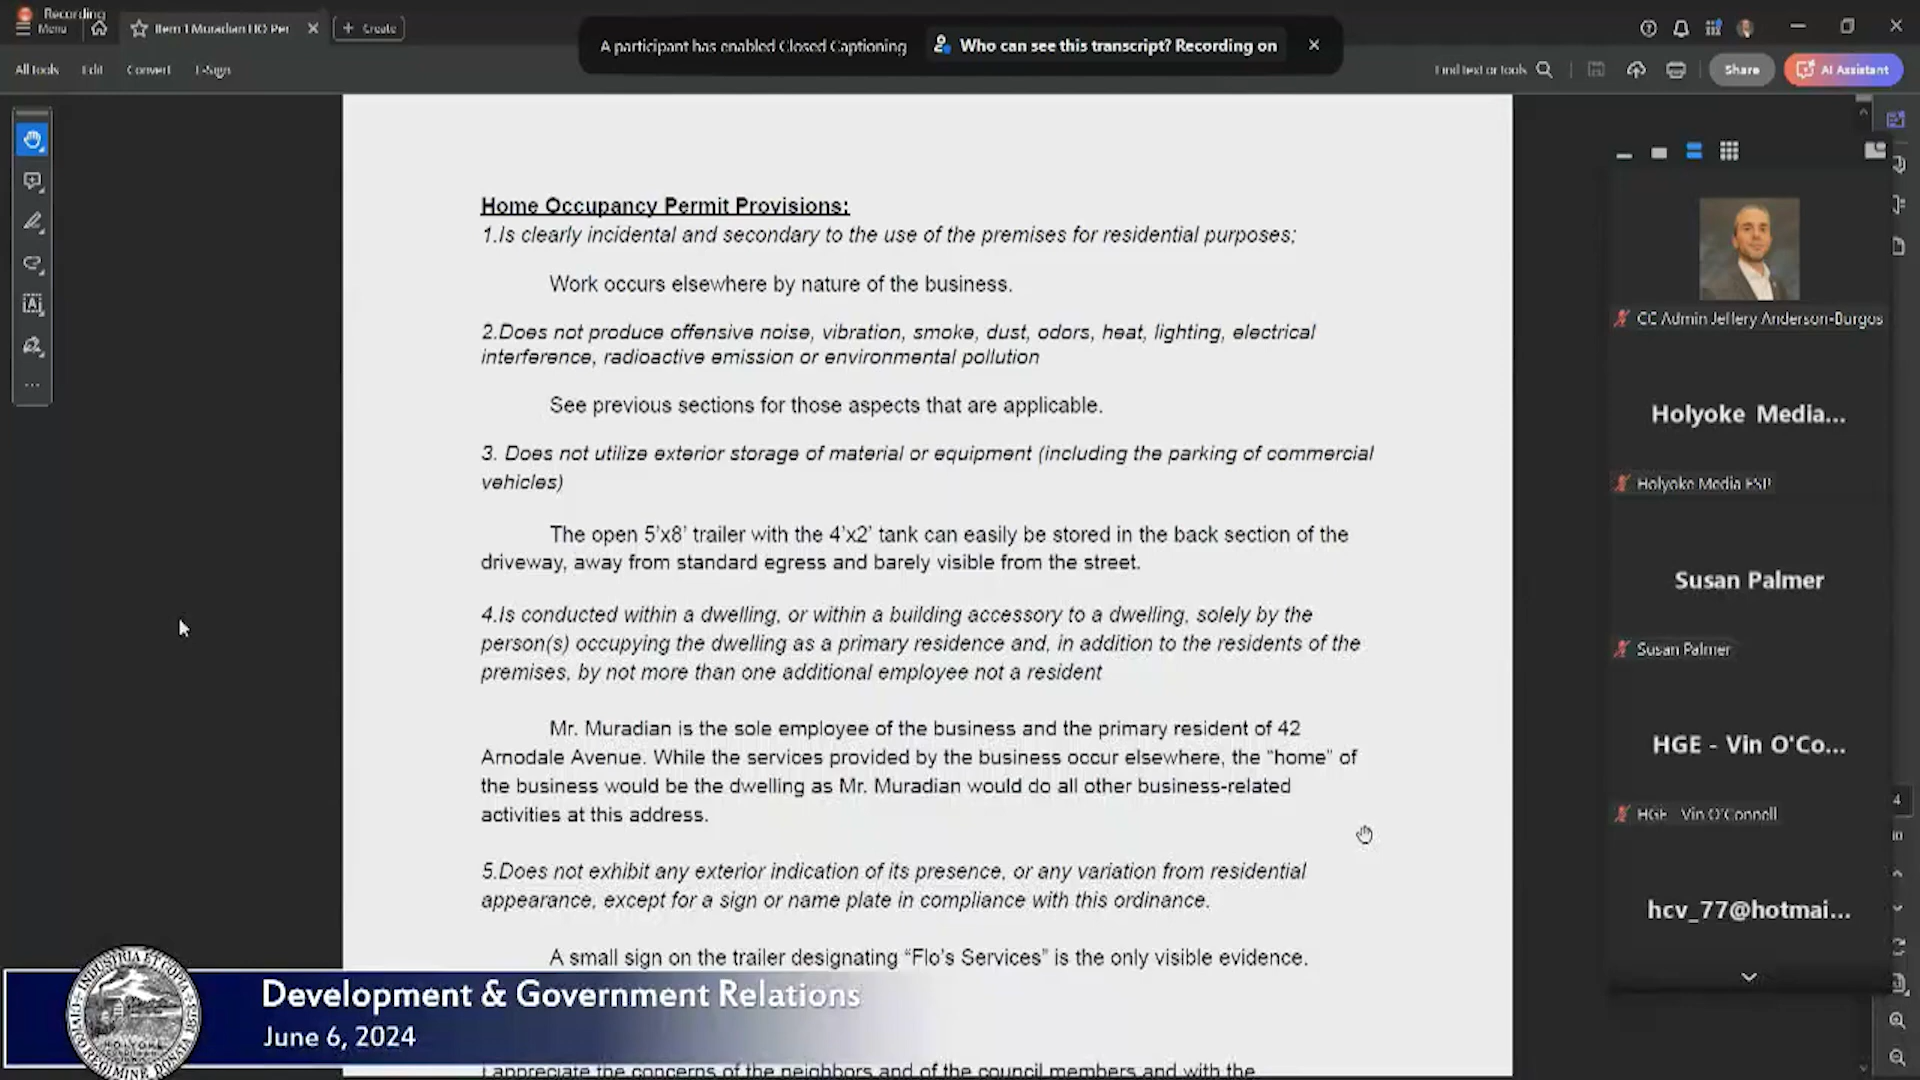 Recording
Menu
Item 1 Muradian HO Per
Create
A participant has enabled Closed Captioning
Who can see this transcript? Recording on
All tools
Edit
Convert
E-Sign
Find text or tools
Share
AI Assistant
Home Occupancy Permit Provisions:
1.Is clearly incidental and secondary to the use of the premises for residential purposes;
Work occurs elsewhere by nature of the business.
2.Does not produce offensive noise, vibration, smoke, dust, odors, heat, lighting, electrical
interference, radioactive emission or environmental pollution
See previous sections for those aspects that are applicable.
3. Does not utilize exterior storage of material or equipment (including the parking of commercial
vehicles)
The open 5'x8' trailer with the 4'x2' tank can easily be stored in the back section of the
driveway, away from standard egress and barely visible from the street.
4.Is conducted within a dwelling, or within a building accessory to a dwelling, solely by the
person(s) occupying the dwelling as a primary residence and, in addition to the residents of the
premises, by not more than one additional employee not a resident
Mr. Muradian is the sole employee of the business and the primary resident of 42
Arnodale Avenue. While the services provided by the business occur elsewhere, the “home” of
the business would be the dwelling as Mr. Muradian would do all other business-related
activities at this address.
5.Does not exhibit any exterior indication of its presence, or any variation from residential
appearance, except for a sign or name plate in compliance with this ordinance.
A small sign on the trailer designating “Flo's Services” is the only visible evidence.
I appreciate the concerns of the neighbors and of the council members and with the
CC Admin Jeffery Anderson-Burgos
Holyoke Media...
Holyoke Media ESP
Susan Palmer
Susan Palmer
HGE - Vin O'Co...
HGE - Vin O'Connell
hcv_77@hotmai...
4
Development & Government Relations
June 6, 2024